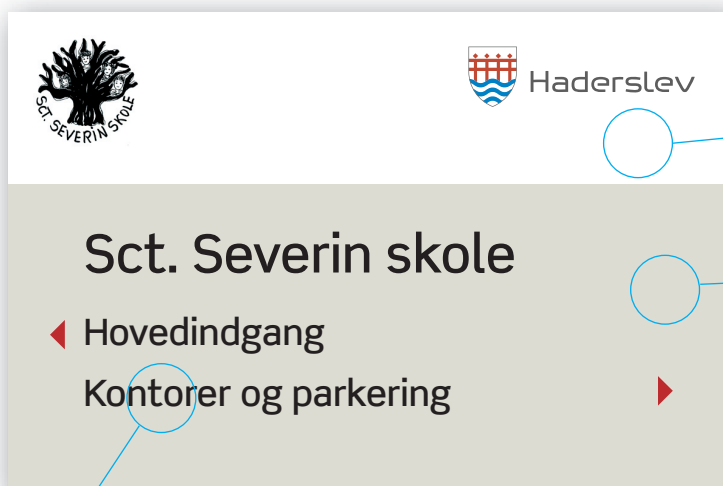 SCT. SEVERIN SKOLE
Haderslev
Sct. Severin skole
Hovedindgang
Kontorer og parkering